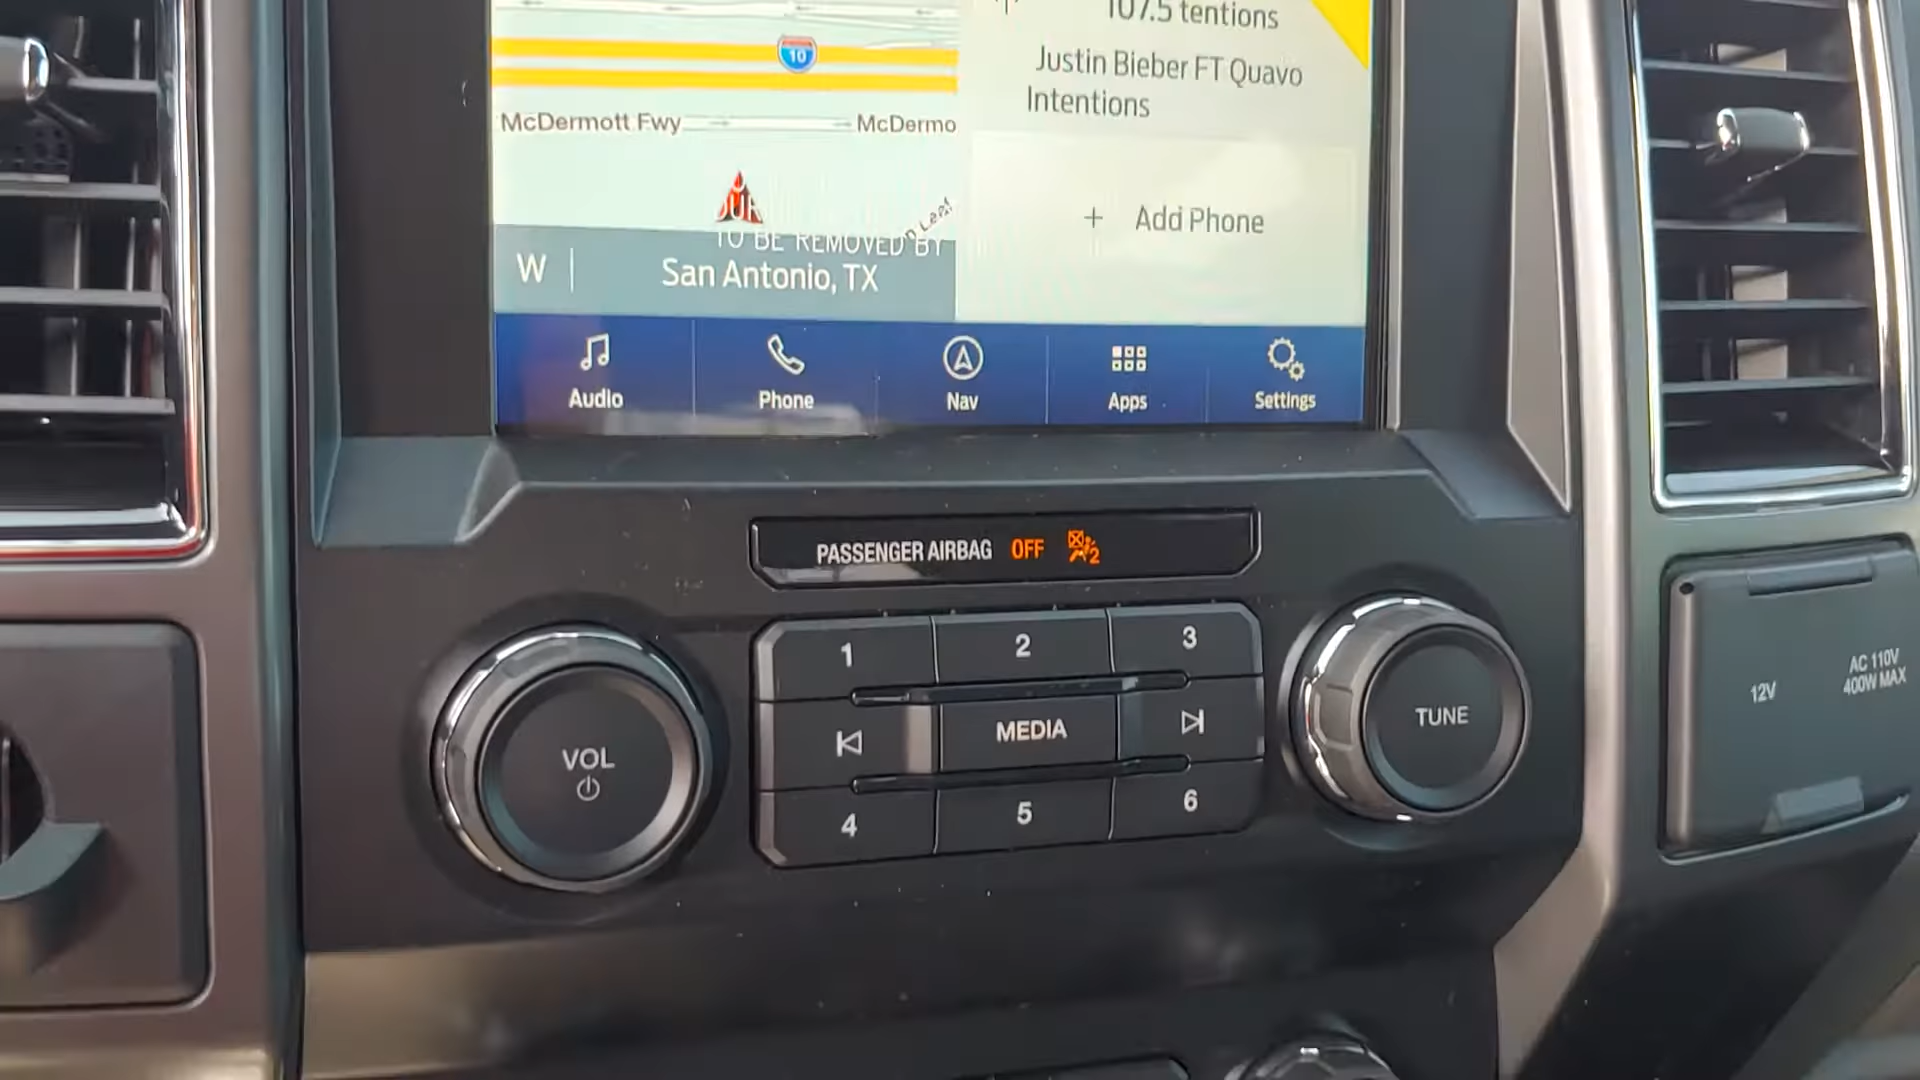 107.5 tentions
10
Justin Bieber FT Quavo
Intentions
McDermott Fwy
McDermo
TO BE REMOVED BY
+ Add Phone
W
San Antonio, TX
Audio
Phone
Nav
Apps
Settings
PASSENGER AIRBAG OFF 2
1
2
3
VOL
MEDIA
TUNE
4
5
6
12V
AC 110V
400W MAX